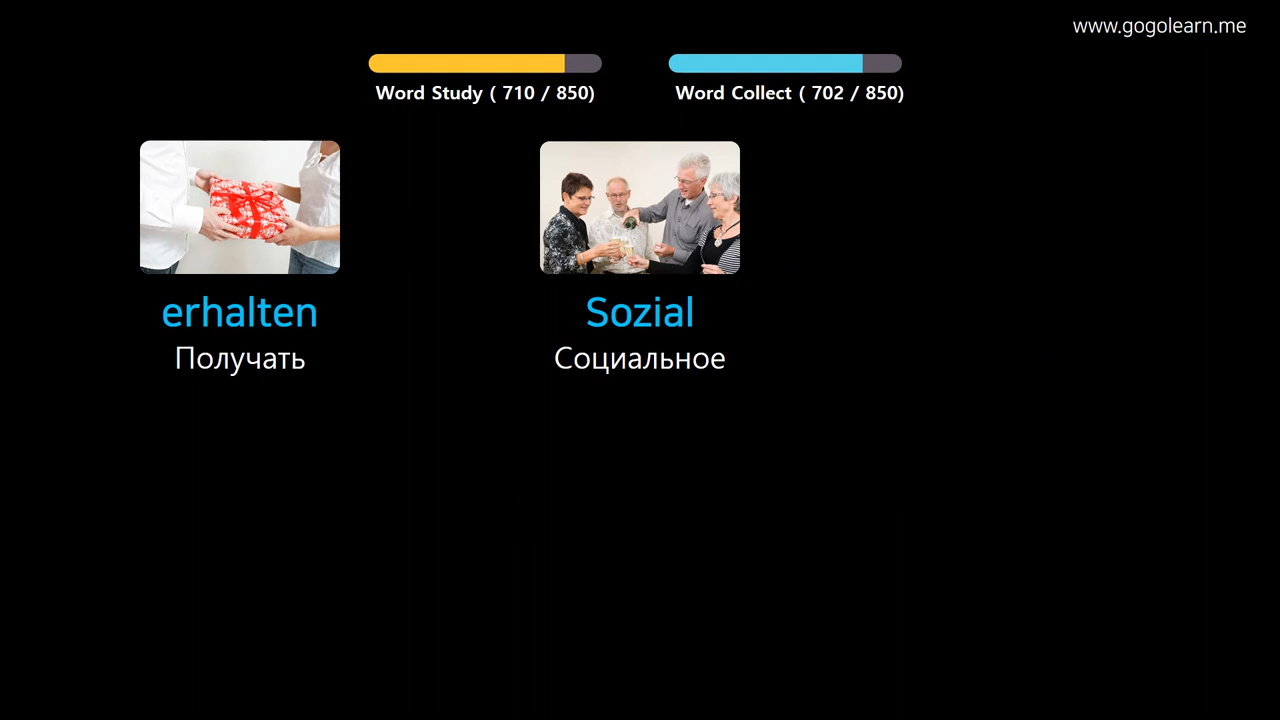 www.gogolearn.me
Word Study ( 710 / 850)
Word Collect ( 702 / 850)
erhalten
Получать
Sozial
Социальное